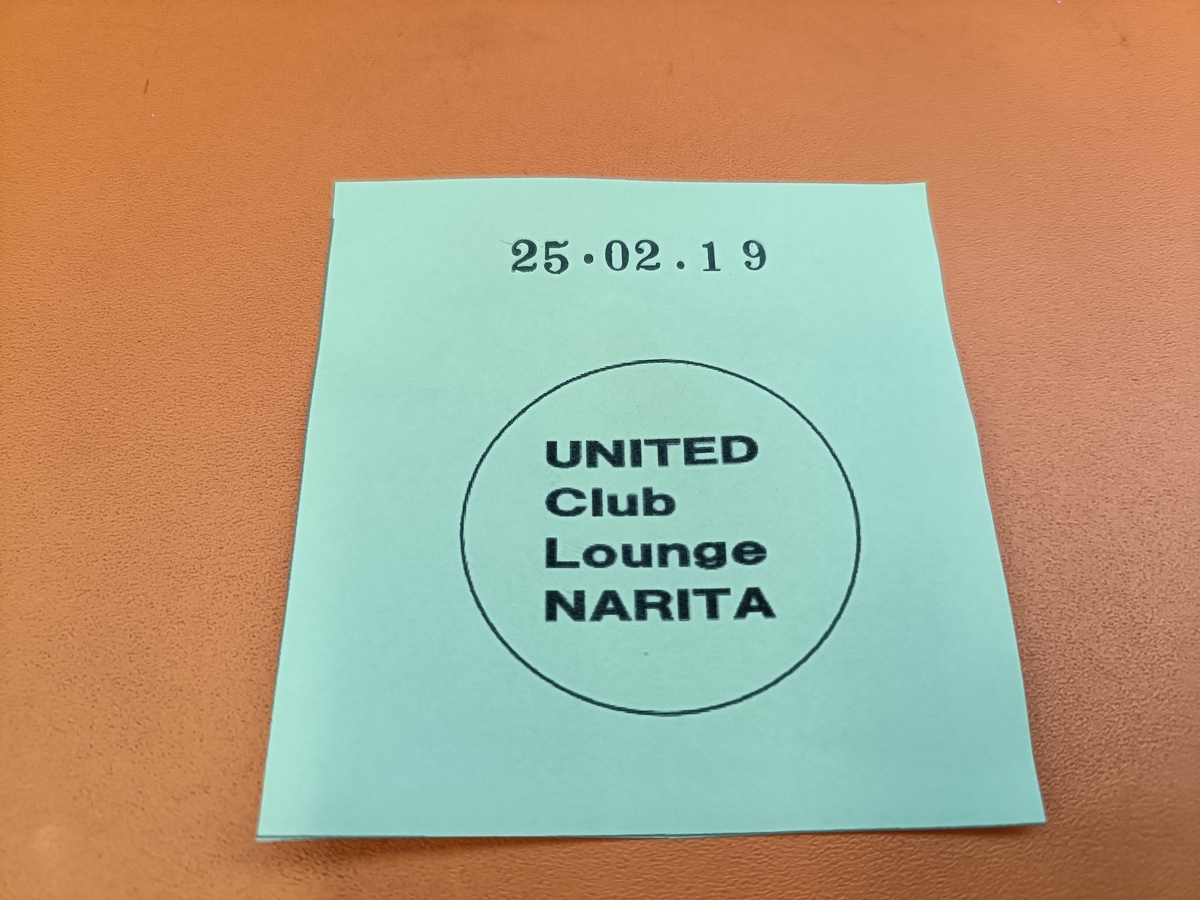 25·02.19
UNITED
Club
Lounge
NARITA